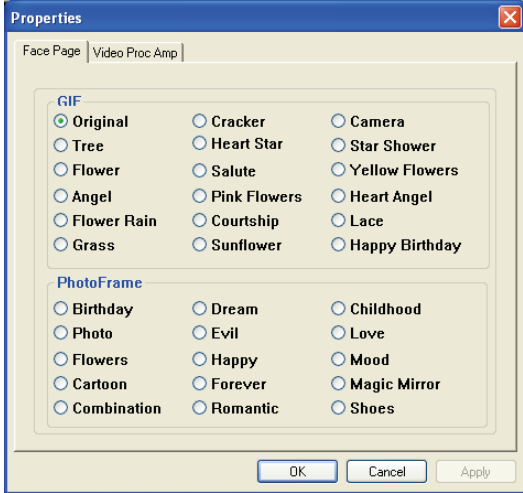 Properties
Face Page Video Proc Amp
GIF
Original Cracker Camera
Tree Heart Star Star Shower
Flower Salute Yellow Flowers
Angel Pink Flowers Heart Angel
Flower Rain Courtship Lace
Grass Sunflower Happy Birthday
PhotoFrame
Birthday Dream Childhood
Photo Evil Love
Flowers Happy Mood
Cartoon Forever Magic Mirror
Combination Romantic Shoes
OK Cancel Apply